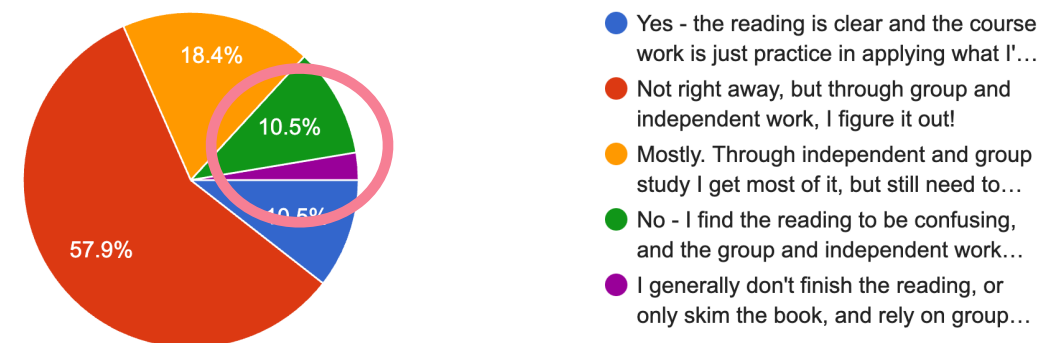 18.4%
10.5%
10.5%
57.9%
Yes - the reading is clear and the course
work is just practice in applying what I'…
Not right away, but through group and
independent work, I figure it out!
Mostly. Through independent and group
study I get most of it, but still need to…
No - I find the reading to be confusing,
and the group and independent work…
I generally don't finish the reading, or
only skim the book, and rely on group…